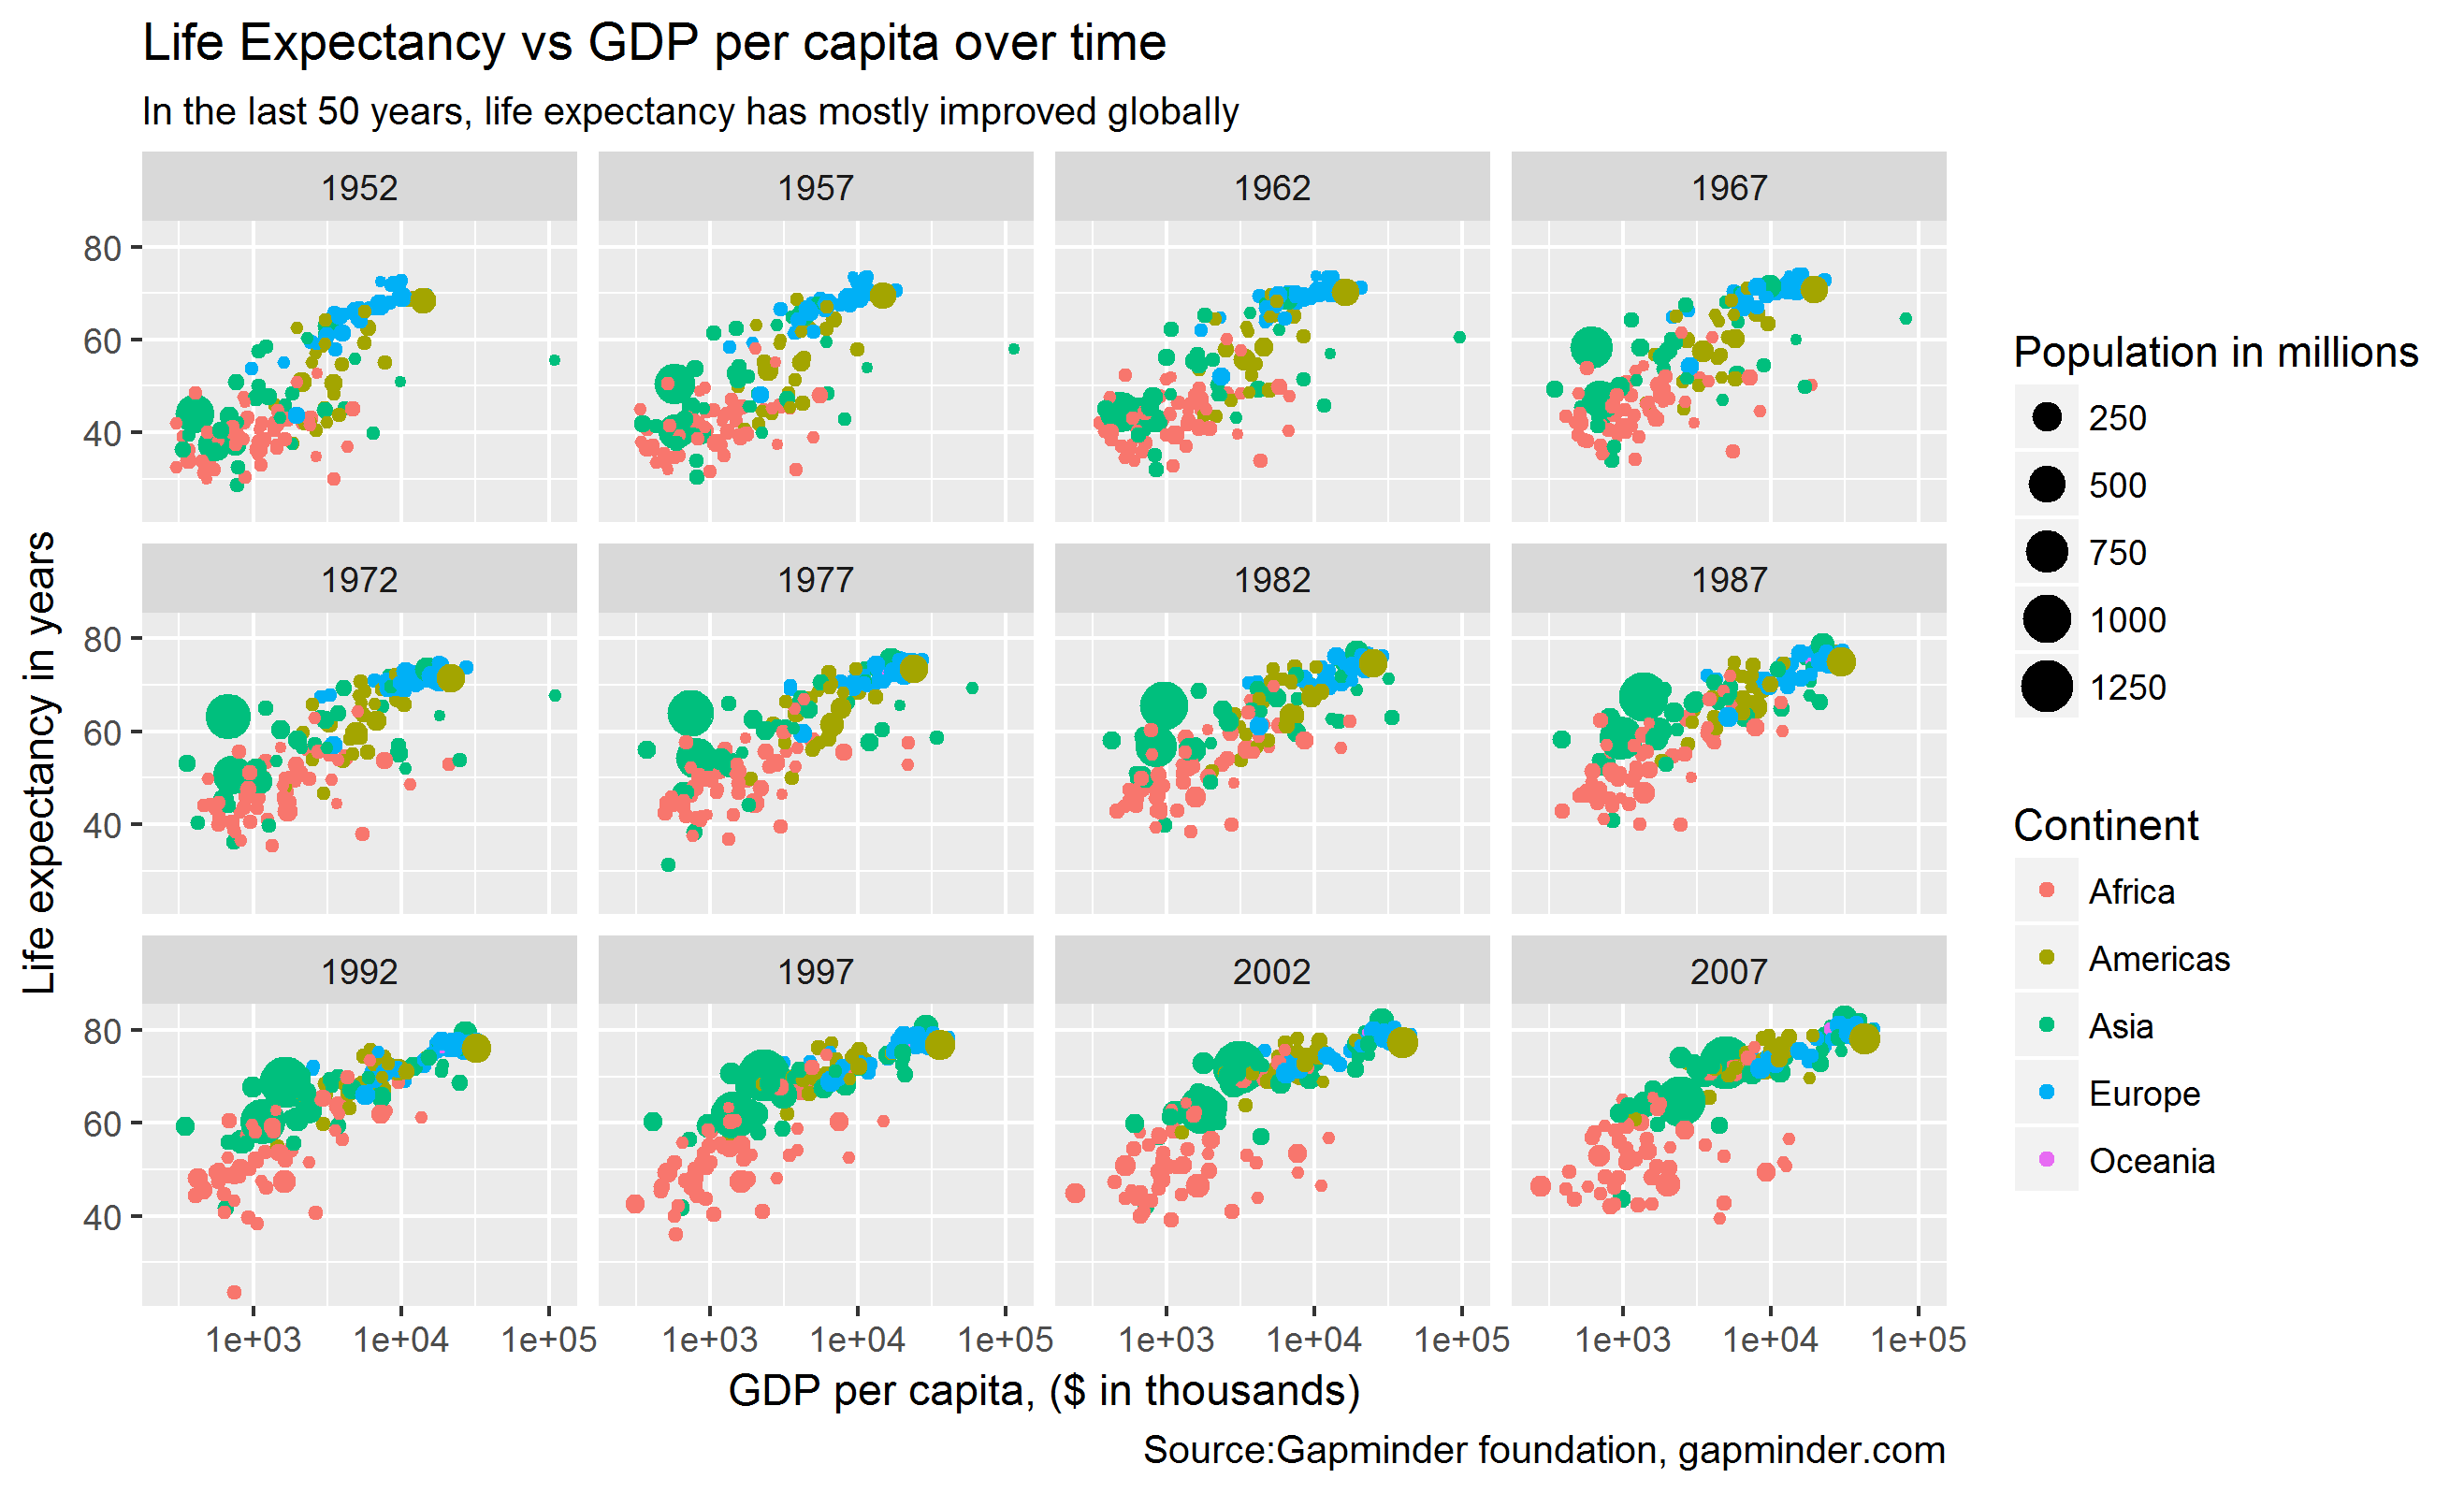 Life Expectancy vs GDP per capita over time
In the last 50 years, life expectancy has mostly improved globally
1952 1957 1962 1967
80
60
40
1972 1977 1982 1987
80
60
40
1992 1997 2002 2007
80
60
40
1e+03 1e+04 1e+05 1e+03 1e+04 1e+05 1e+03 1e+04 1e+05 1e+03 1e+04 1e+05
Life expectancy in years
GDP per capita, ($ in thousands)
Source:Gapminder foundation, gapminder.com
Population in millions
250
500
750
1000
1250
Continent
Africa
Americas
Asia
Europe
Oceania